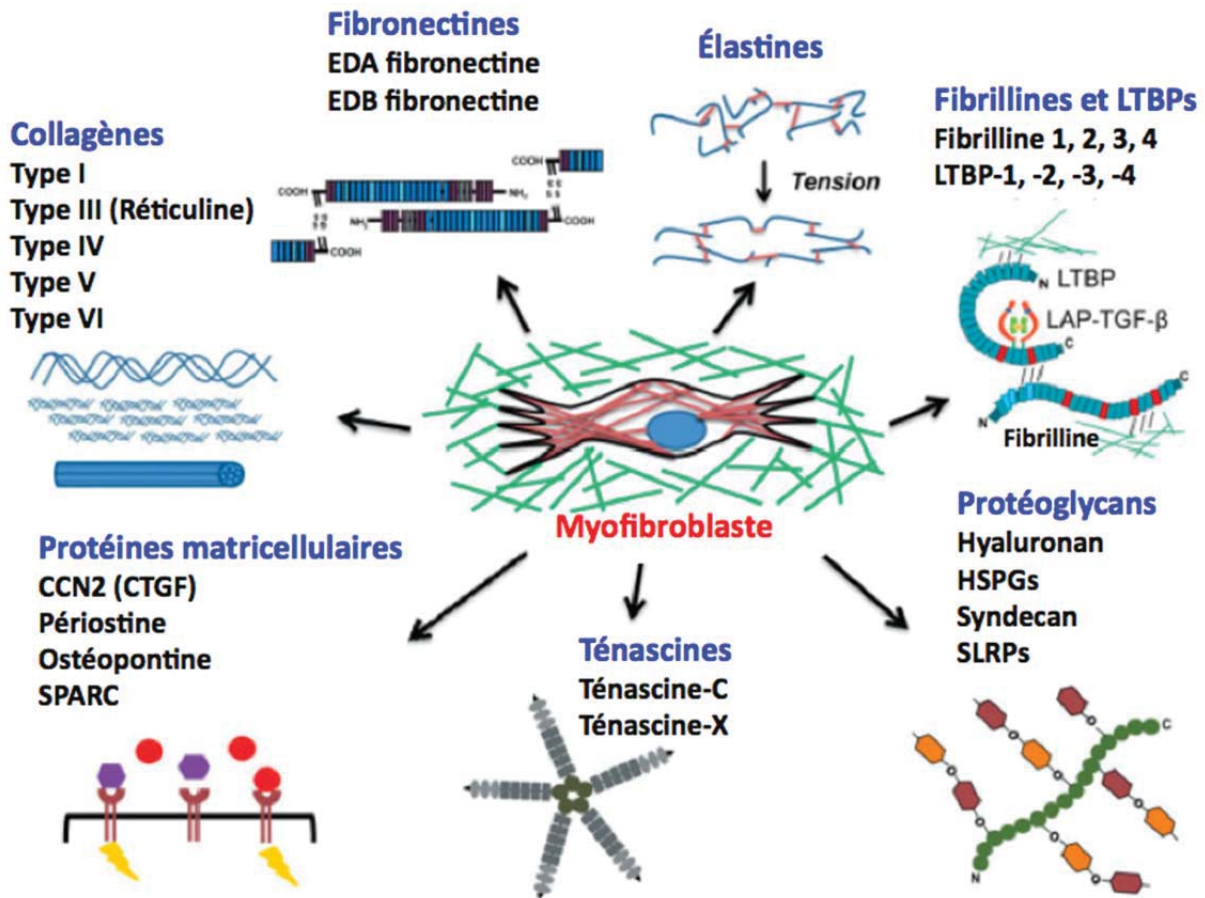 Fibronectines
EDA fibronectine
EDB fibronectine
COOH
COOH
NH2
NH2
COOH
COOH
Élastines
Tension
Fibrillines et LTBPs
Fibrilline 1, 2, 3, 4
LTBP-1, -2, -3, -4
N
LTBP
LAP-TGF-β
C
C
N
Fibrilline
Collagènes
Type I
Type III (Réticuline)
Type IV
Type V
Type VI
Myofibroblaste
Protéines matricellulaires
CCN2 (CTGF)
Périostine
Ostéopontine
SPARC
Ténascines
Ténascine-C
Ténascine-X
Protéoglycans
Hyaluronan
HSPGs
Syndecan
SLRPs
C
N